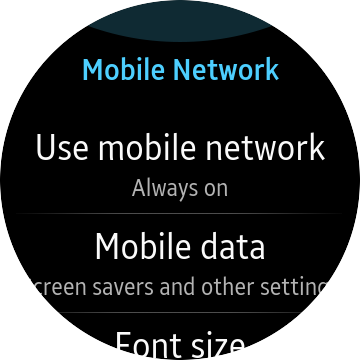 Mobile Network
Use mobile network
Always on
Mobile data
creen savers and other setting
Font size